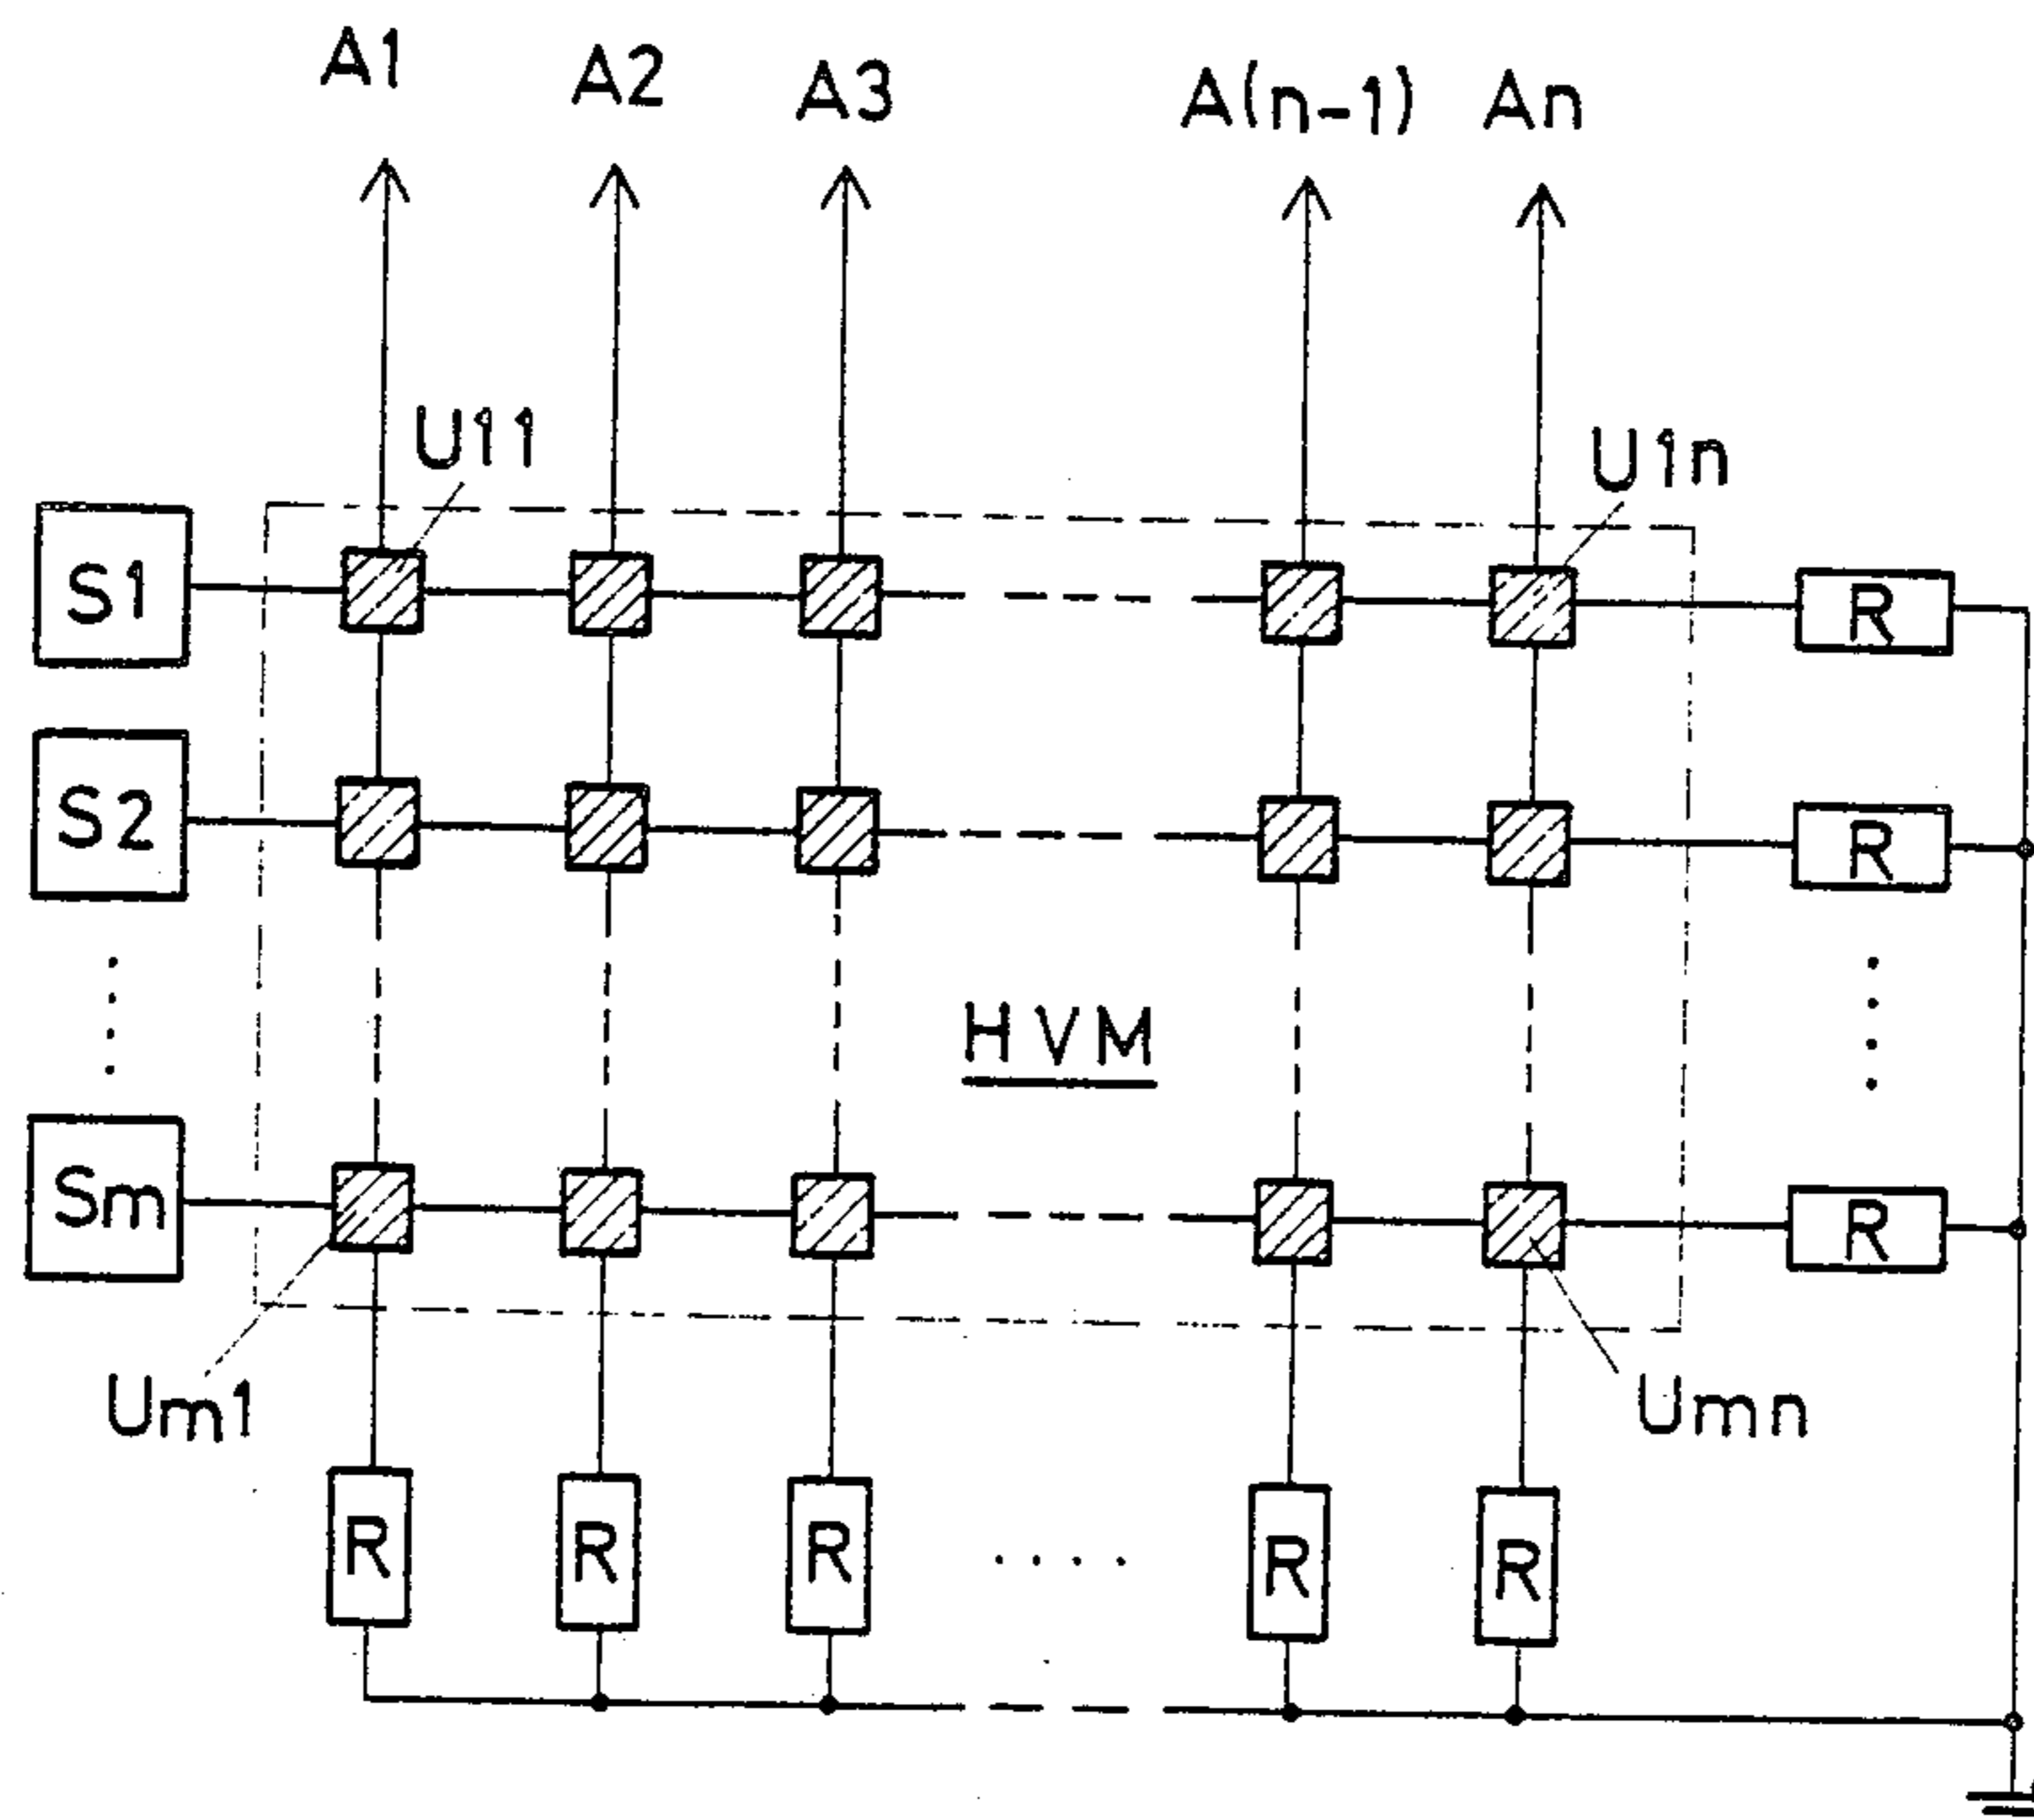 A1 A2 A3 A(n-1) An
U11 U1n
S1 R
S2 R
HVM
Sm R
Um1 Umn
R R R R R